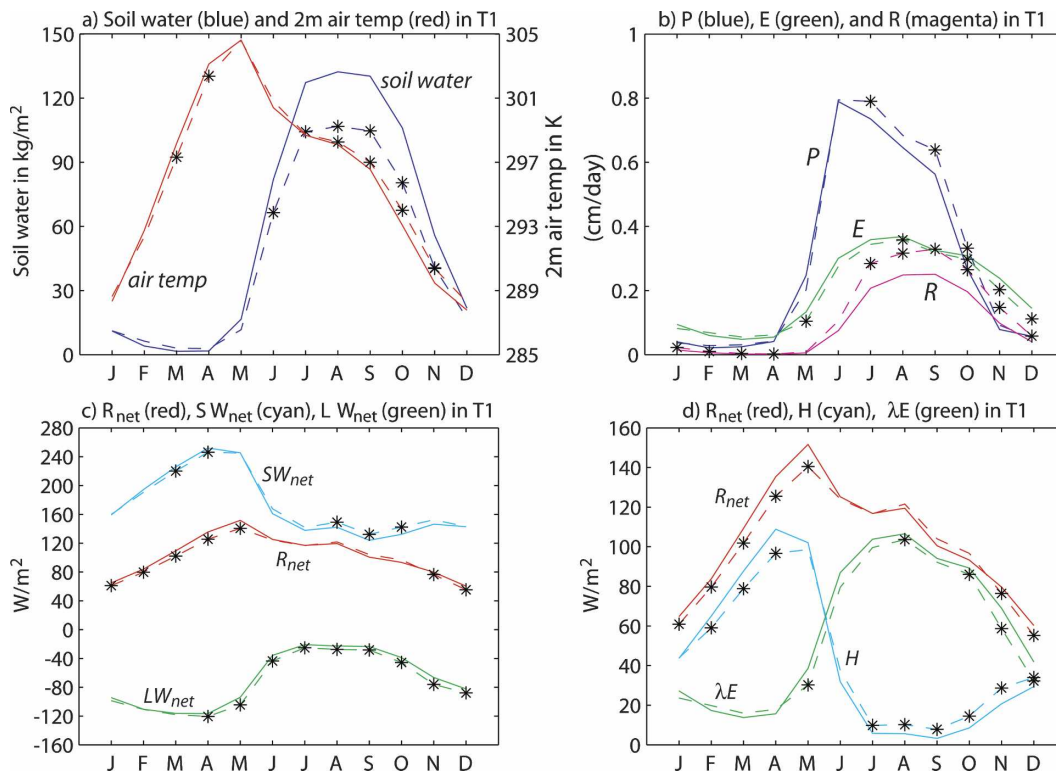 a) Soil water (blue) and 2m air temp (red) in T1
150
120
90
60
30
0
Soil water in kg/m²
305
301
297
293
289
285
2m air temp in K
soil water
air temp
J F M A M J J A S O N D
b) P (blue), E (green), and R (magenta) in T1
1
0.8
0.6
0.4
0.2
0
(cm/day)
P
E
R
J F M A M J J A S O N D
c) Rnet (red), SWnet (cyan), LWnet (green) in T1
280
240
200
160
120
80
40
0
-40
-80
-120
-160
W/m²
SWnet
Rnet
LWnet
J F M A M J J A S O N D
d) Rnet (red), H (cyan), λE (green) in T1
160
140
120
100
80
60
40
20
0
W/m²
Rnet
H
λE
J F M A M J J A S O N D